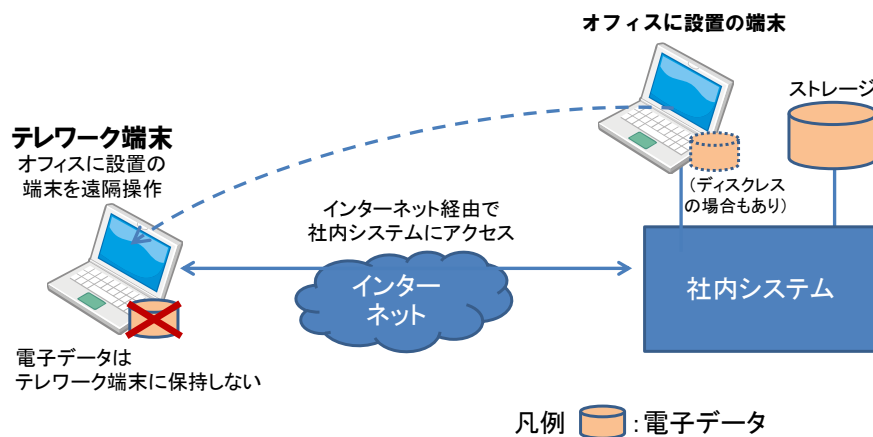 オフィスに設置の端末
ストレージ
テレワーク端末
オフィスに設置の
端末を遠隔操作
（ディスクレス
の場合もあり）
インターネット経由で
社内システムにアクセス
インター
ネット
社内システム
電子データは
テレワーク端末に保持しない
凡例 :電子データ